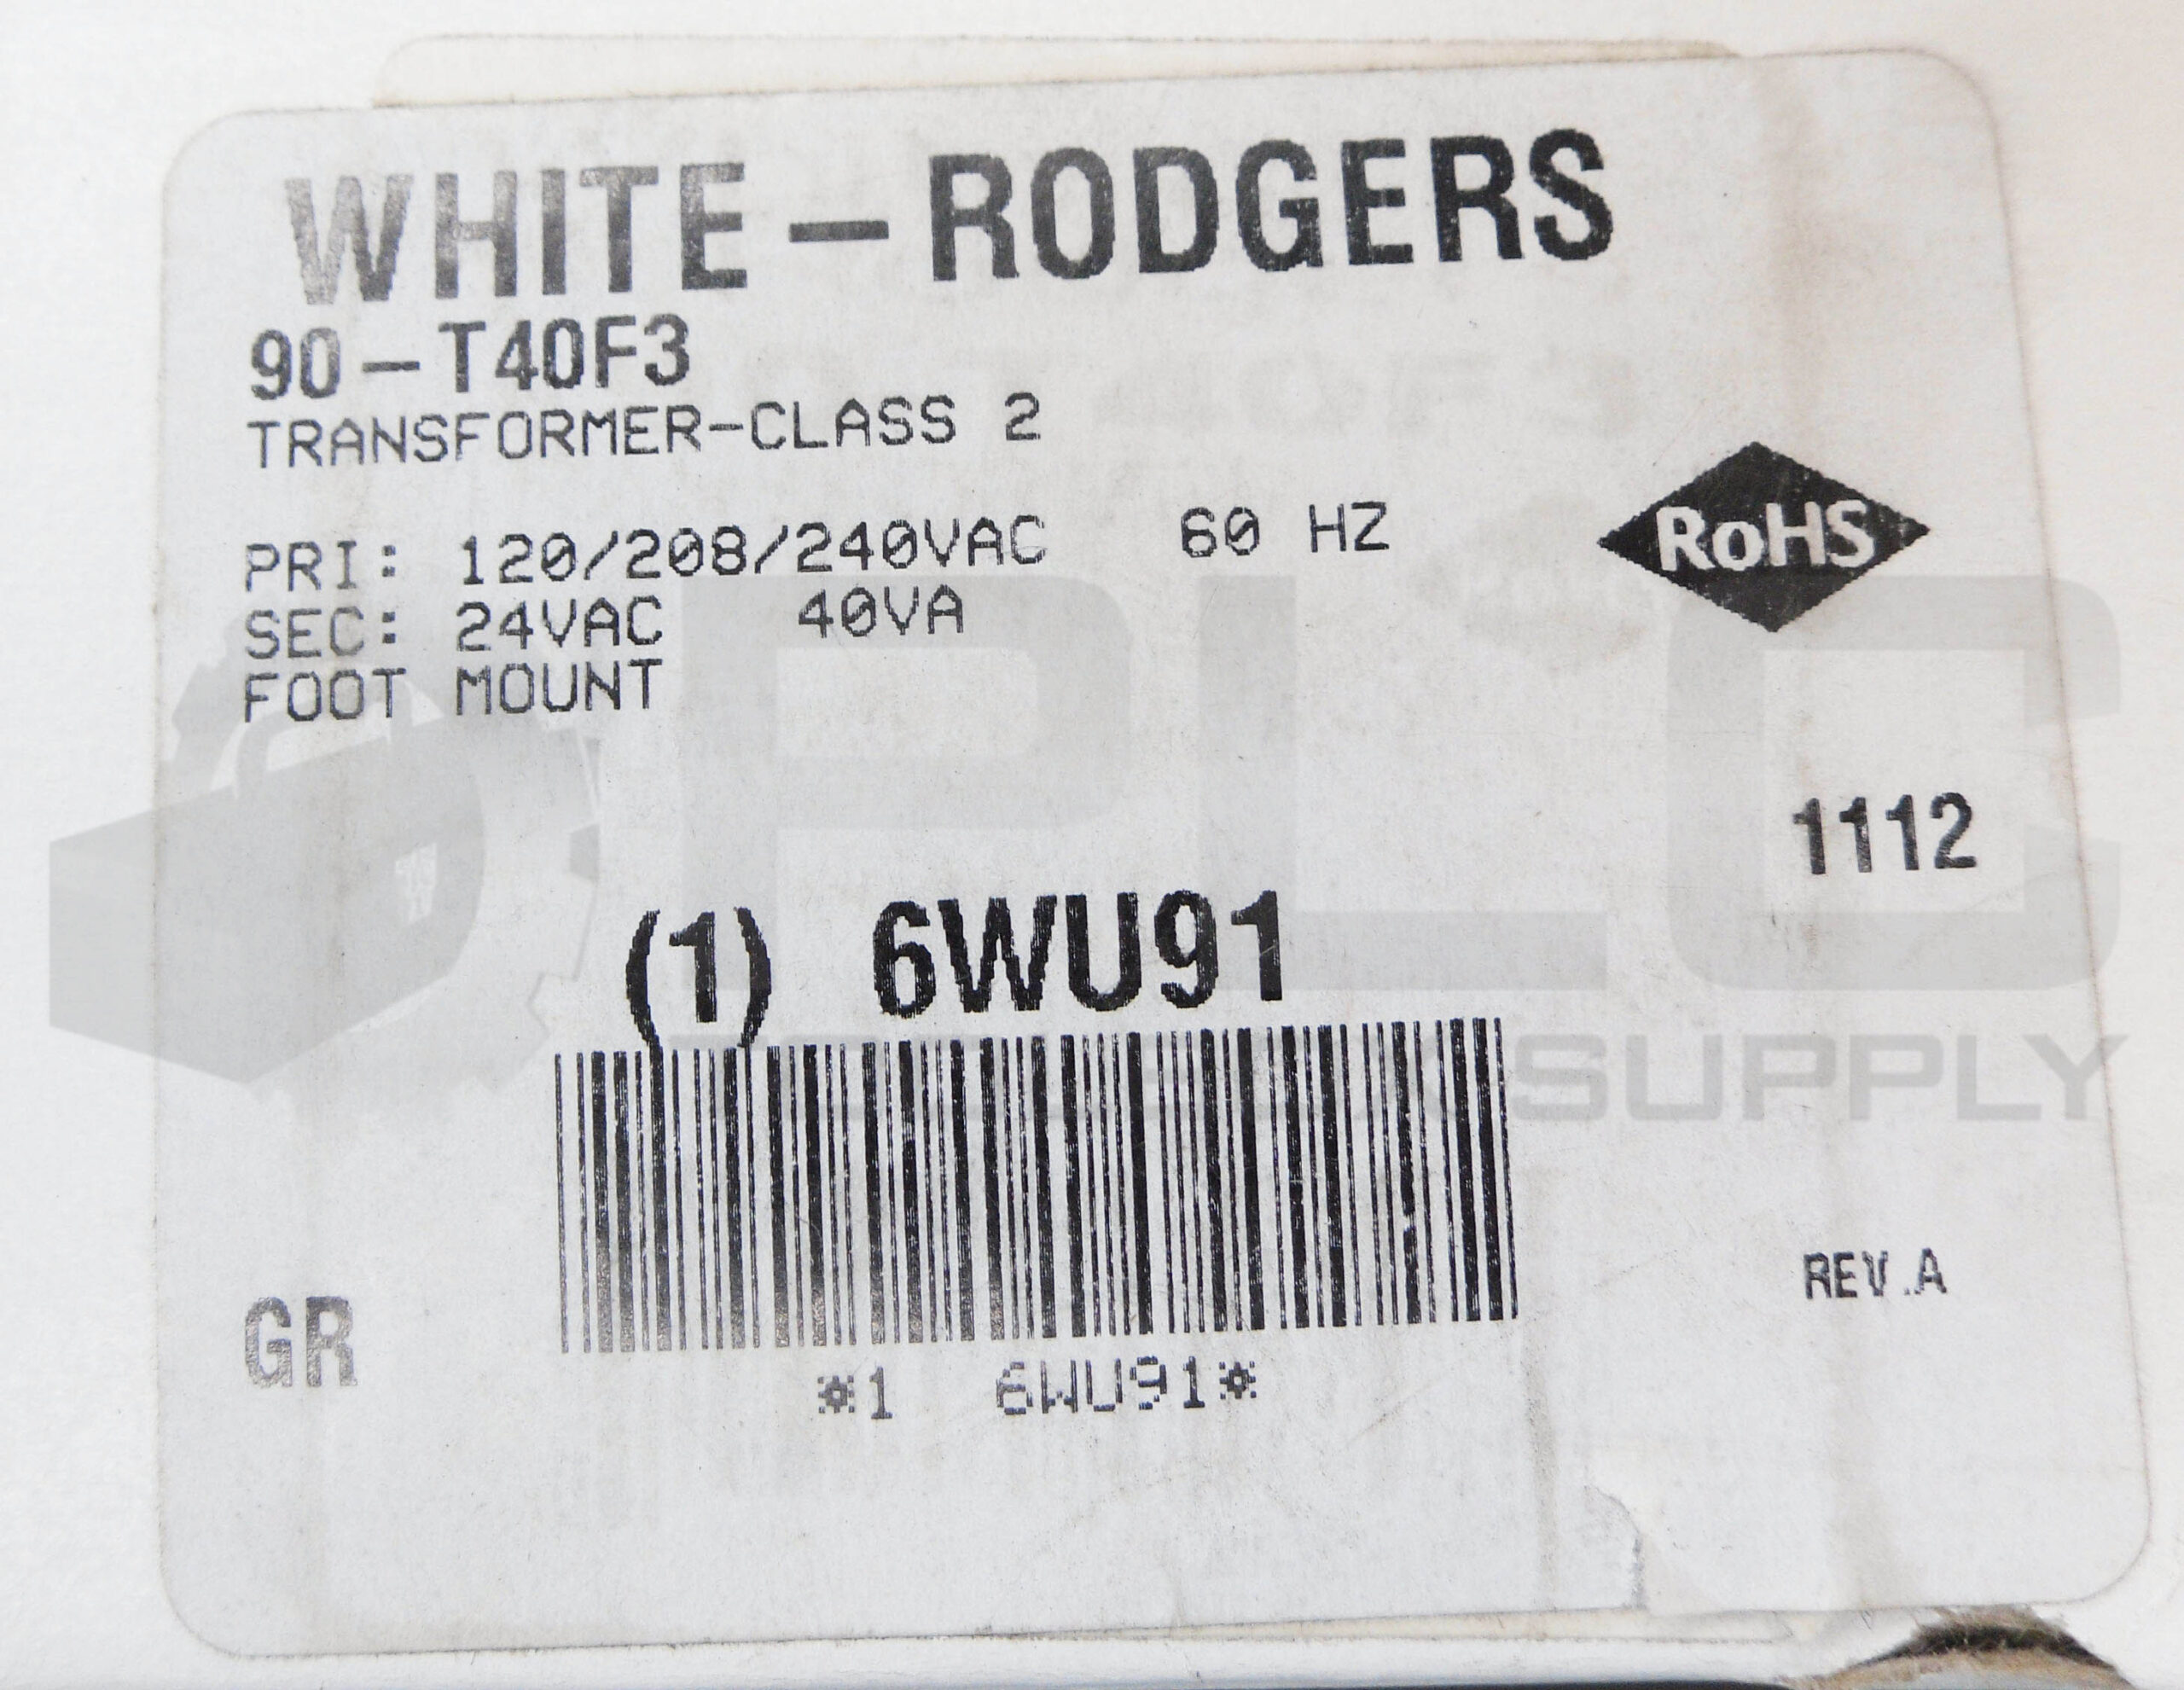 WHITE-RODGERS
90-T40F3
TRANSFORMER-CLASS 2
PRI: 120/208/240VAC 60 HZ
SEC: 24VAC 40VA
FOOT MOUNT
RoHS
1112
(1) 6WU91
PLC
SUPPLY
*1 6WU91*
GR
REV.A